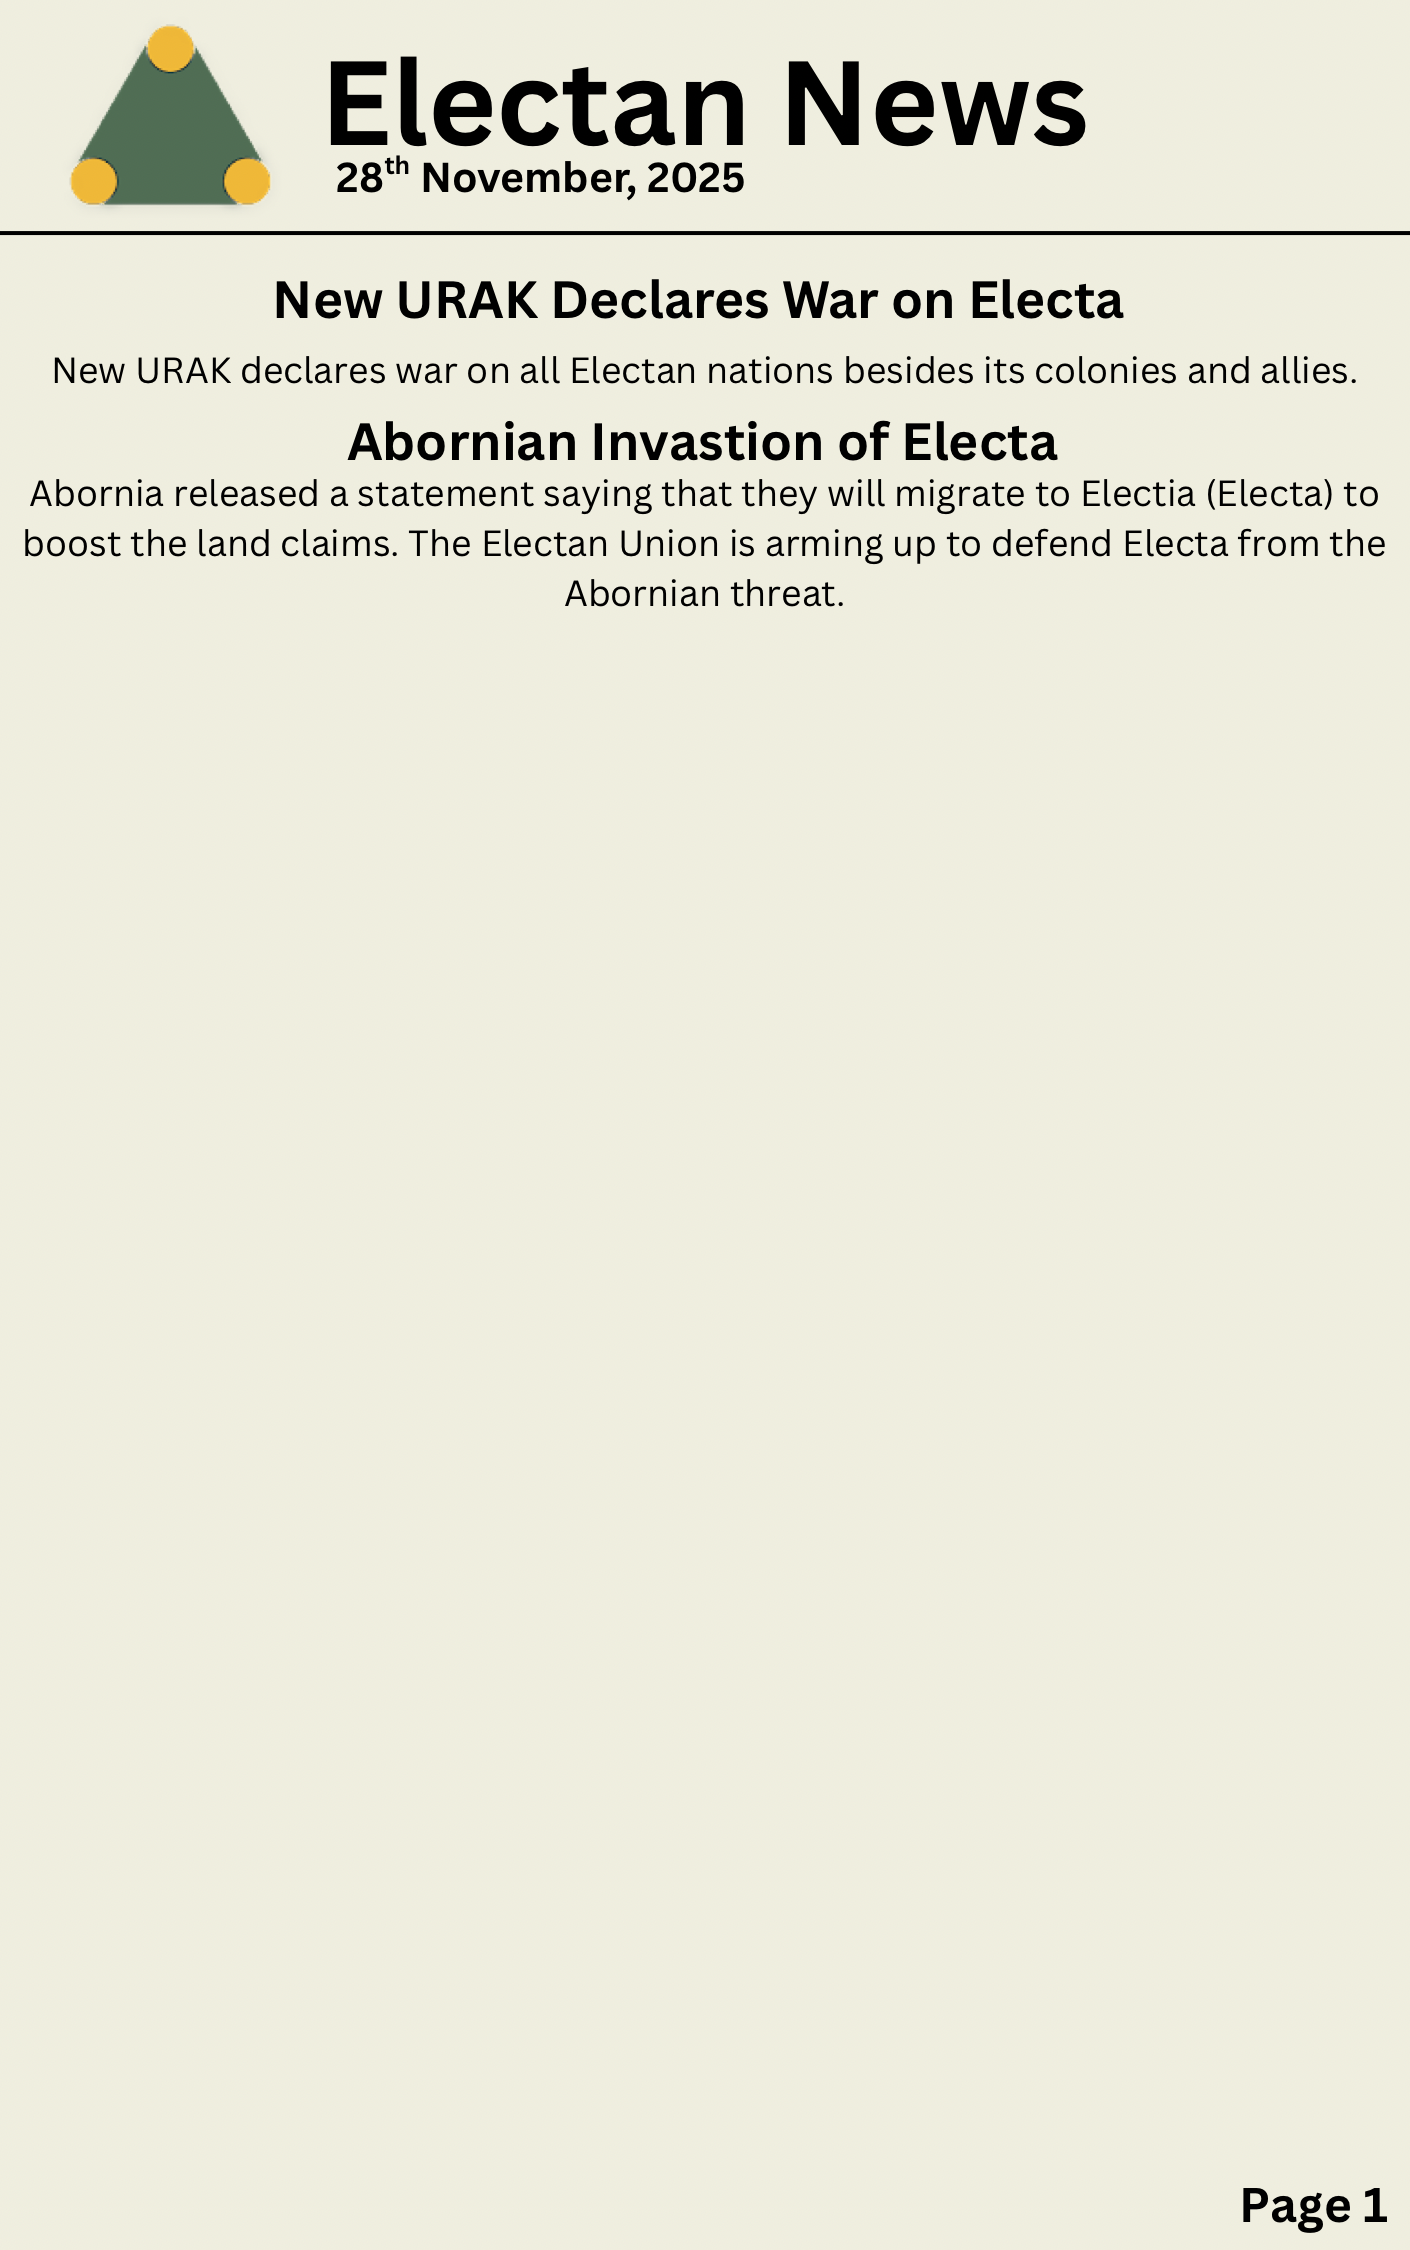 Electan News
28th November, 2025
New URAK Declares War on Electa
New URAK declares war on all Electan nations besides its colonies and allies.
Abornian Invastion of Electa
Abornia released a statement saying that they will migrate to Electia (Electa) to
boost the land claims. The Electan Union is arming up to defend Electa from the
Abornian threat.
Page 1